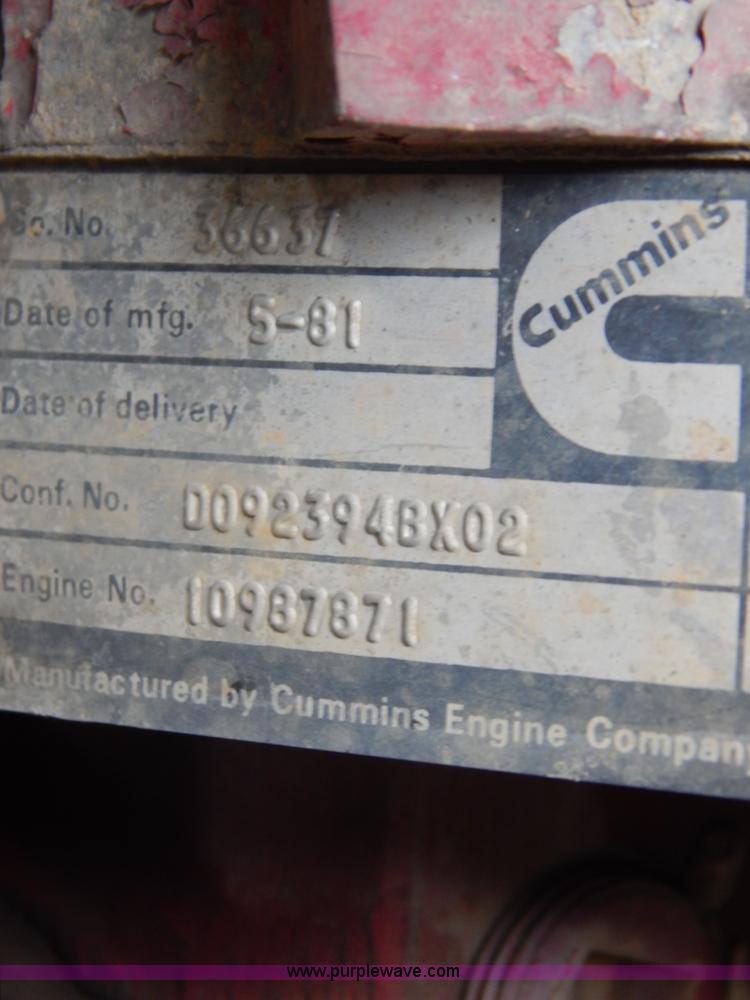 So. No. 36637
Cummins
Date of mfg. 5-81
Date of delivery
Conf. No. D092394BX02
Engine No. 10987871
Manufactured by Cummins Engine Company
www.purplewave.com